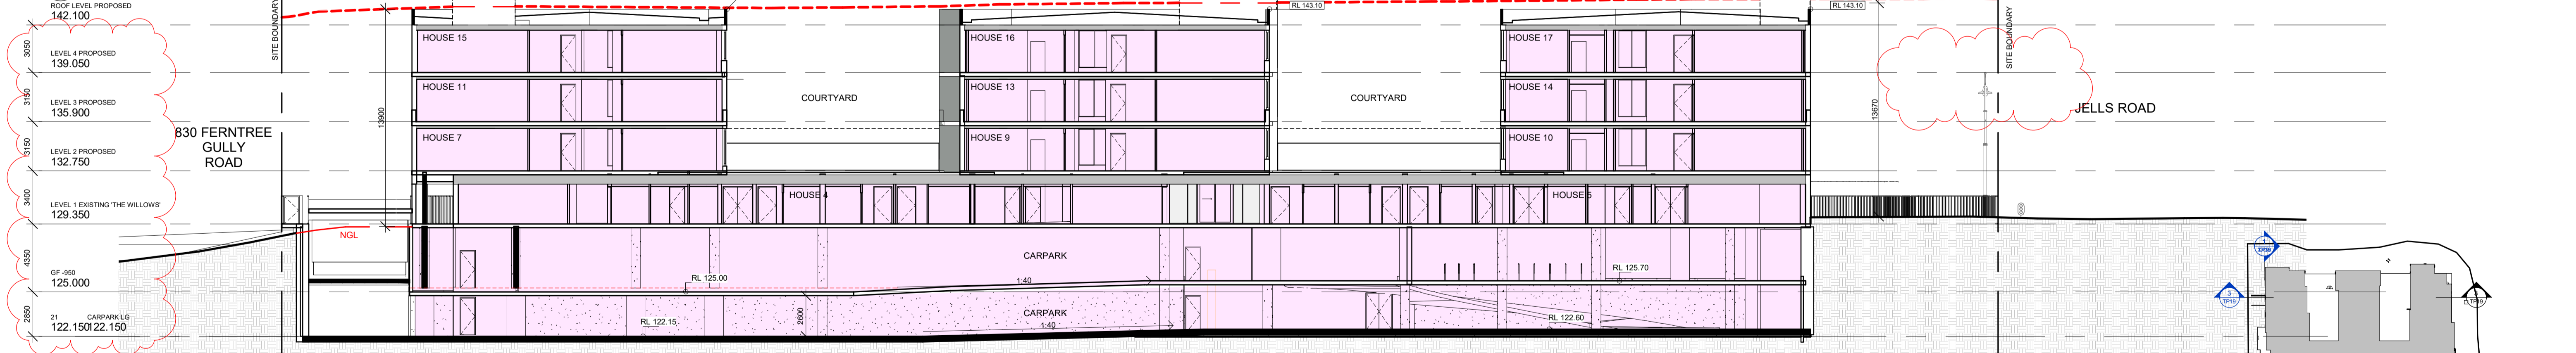 ROOF LEVEL PROPOSED
142.100
3050
LEVEL 4 PROPOSED
139.050
3150
LEVEL 3 PROPOSED
135.900
3150
LEVEL 2 PROPOSED
132.750
3400
LEVEL 1 EXISTING 'THE WILLOWS'
129.350
4350
GF -950
125.000
2850
21 CARPARK LG
122.150 122.150
830 FERNTREE
GULLY
ROAD
SITE BOUNDARY
NGL
13900
HOUSE 15
HOUSE 11
HOUSE 7
COURTYARD
HOUSE 16
HOUSE 13
HOUSE 9
RL 143.10
COURTYARD
HOUSE 17
HOUSE 14
HOUSE 10
RL 143.10
13670
HOUSE 4
HOUSE 5
CARPARK
RL 125.00
1:40
RL 125.70
CARPARK
RL 122.15
2600
1:40
RL 122.60
SITE BOUNDARY
JELLS ROAD
1
3
TP19
TP19
N